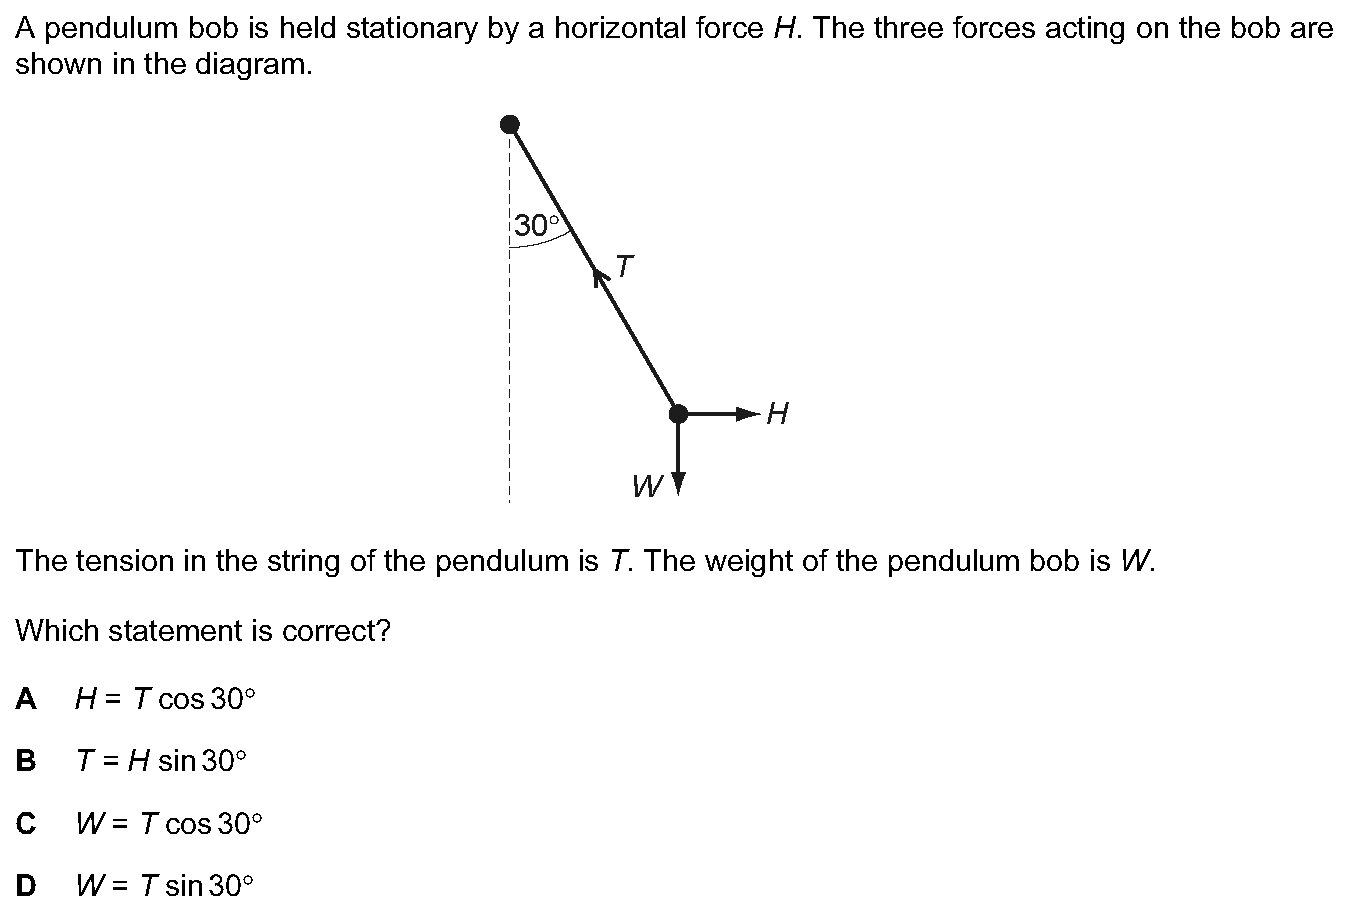 A pendulum bob is held stationary by a horizontal force H. The three forces acting on the bob are
shown in the diagram.
30°
T
H
W
The tension in the string of the pendulum is T. The weight of the pendulum bob is W.
Which statement is correct?
A H = T cos 30°
B T = H sin 30°
C W = T cos 30°
D W = T sin 30°